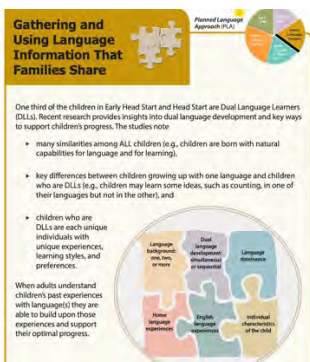 Gathering and
Using Language
Information That
Families Share
Planned Language
Approach (PLA)
One third of the children in Early Head Start and Head Start are Dual Language Learners
(DLLs). Recent research provides insights into dual language development and key ways
to support children's progress. The studies note
▸ many similarities among ALL children (e.g., children are born with natural
capabilities for language and for learning),
▸ key differences between children growing up with one language and children
who are DLLs (e.g., children may learn some ideas, such as counting, in one of
their languages but not in the other), and
▸ children who are
DLLs are each unique
individuals with
unique experiences,
learning styles, and
preferences.
When adults understand
children's past experiences
with language(s) they are
able to build upon those
experiences and support
their optimal progress.
Language
background:
one, two,
or more
Dual
language
development:
simultaneous
or sequential
Language
dominance
Home
language
experiences
English
language
experiences
Individual
characteristics
of the child